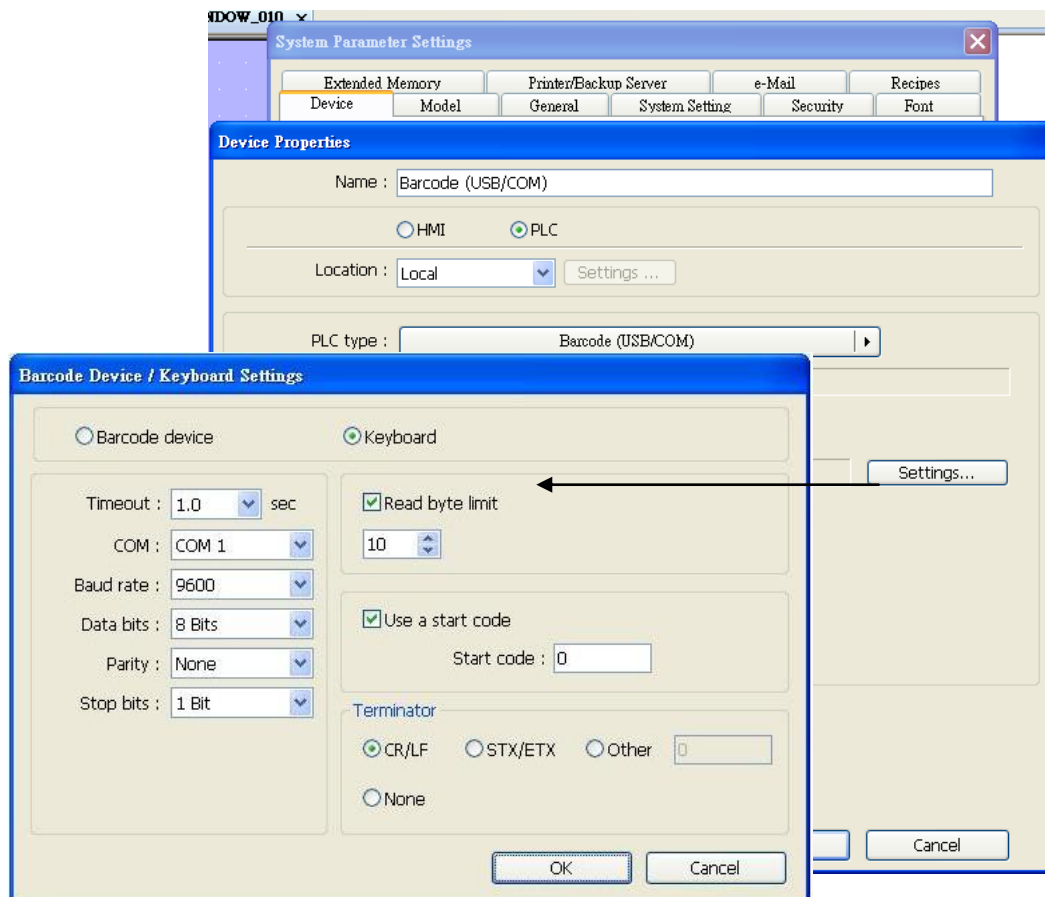 NDOW_010
System Parameter Settings
Extended Memory Printer/Backup Server e-Mail Recipes
Device Model General System Setting Security Font
Device Properties
Name : Barcode (USB/COM)
HMI PLC
Location : Local Settings ...
PLC type : Barcode (USB/COM)
Settings...
Cancel
Barcode Device / Keyboard Settings
Barcode device Keyboard
Timeout : 1.0 sec
COM : COM 1
Baud rate : 9600
Data bits : 8 Bits
Parity : None
Stop bits : 1 Bit
Read byte limit
10
Use a start code
Start code : 0
Terminator
CR/LF STX/ETX Other 0
None
OK Cancel